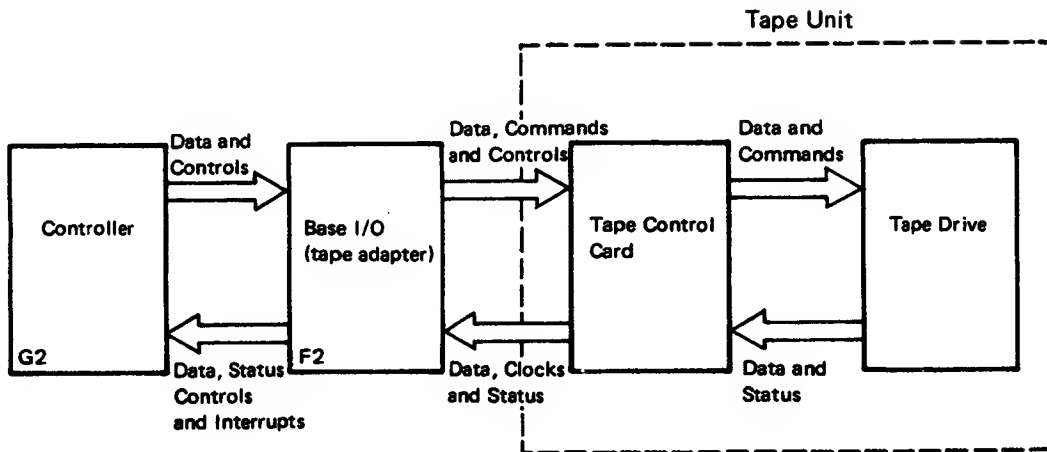 Tape Unit
Data and
Controls
Data, Commands
and Controls
Data and
Commands
Controller
Base I/O
(tape adapter)
Tape Control
Card
Tape Drive
G2
F2
Data, Status
Controls
and Interrupts
Data, Clocks
and Status
Data and
Status